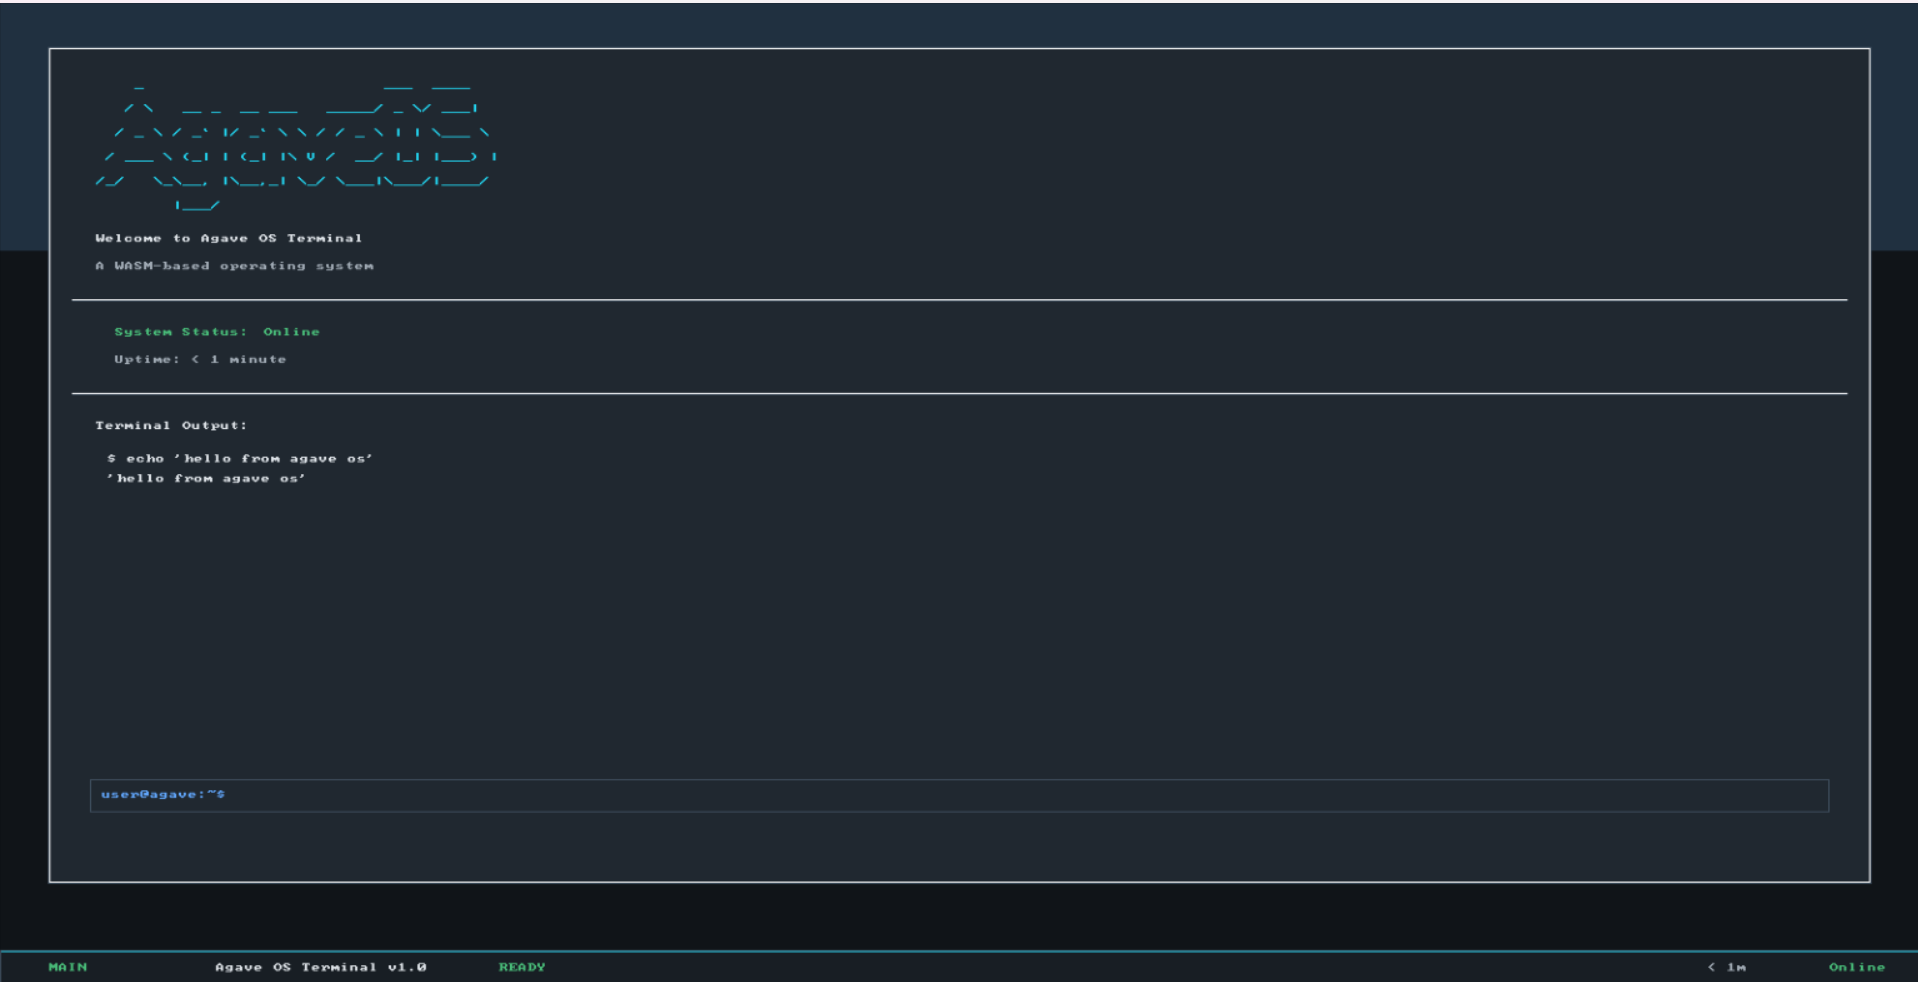 AgaveOS
Welcome to Agave OS Terminal
A WASM-based operating system
System Status: Online
Uptime: < 1 minute
Terminal Output:
$ echo 'hello from agave os'
'hello from agave os'
user@agave:~$
MAIN Agave OS Terminal v1.0 READY < 1m Online